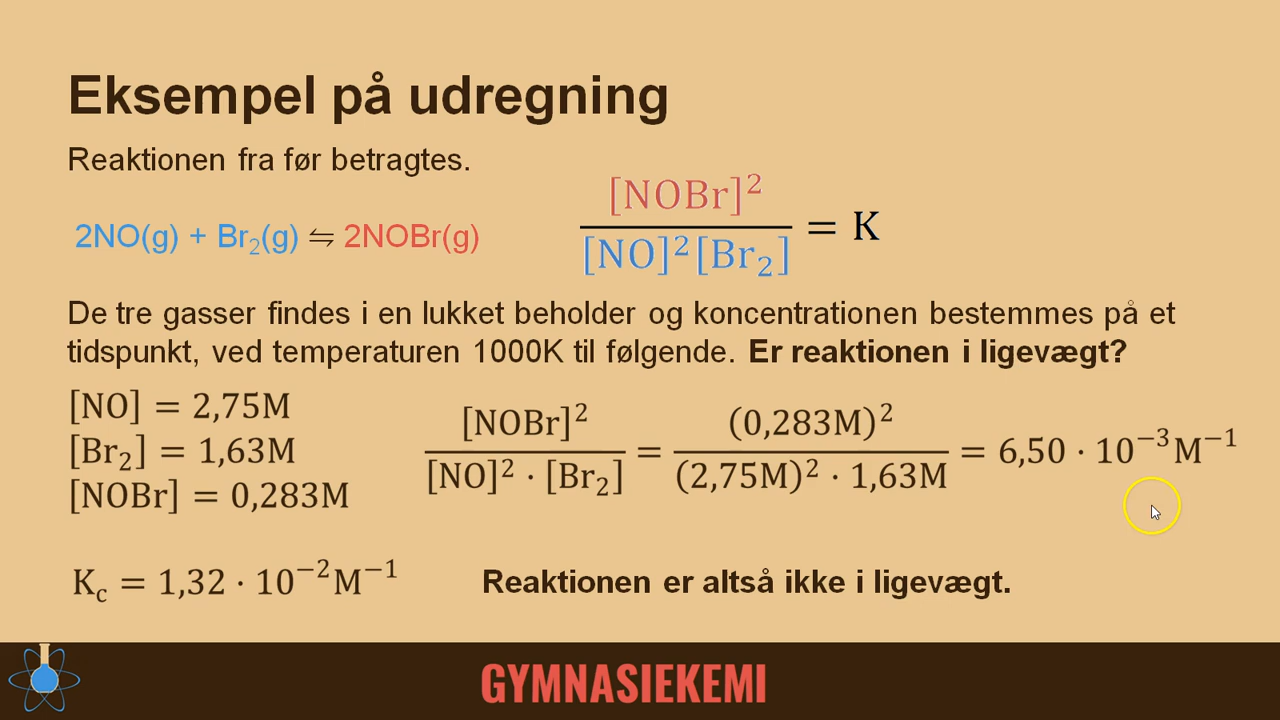 Eksempel på udregning
Reaktionen fra før betragtes.
2NO(g) + Br₂(g) ⇋ 2NOBr(g)
[NOBr]² / [NO]²[Br₂] = K
De tre gasser findes i en lukket beholder og koncentrationen bestemmes på et
tidspunkt, ved temperaturen 1000K til følgende. Er reaktionen i ligevægt?
[NO] = 2,75M
[Br₂] = 1,63M
[NOBr] = 0,283M
[NOBr]² / [NO]² · [Br₂] = (0,283M)² / (2,75M)² · 1,63M = 6,50 · 10⁻³M⁻¹
K_c = 1,32 · 10⁻²M⁻¹
Reaktionen er altså ikke i ligevægt.
GYMNASIEKEMI